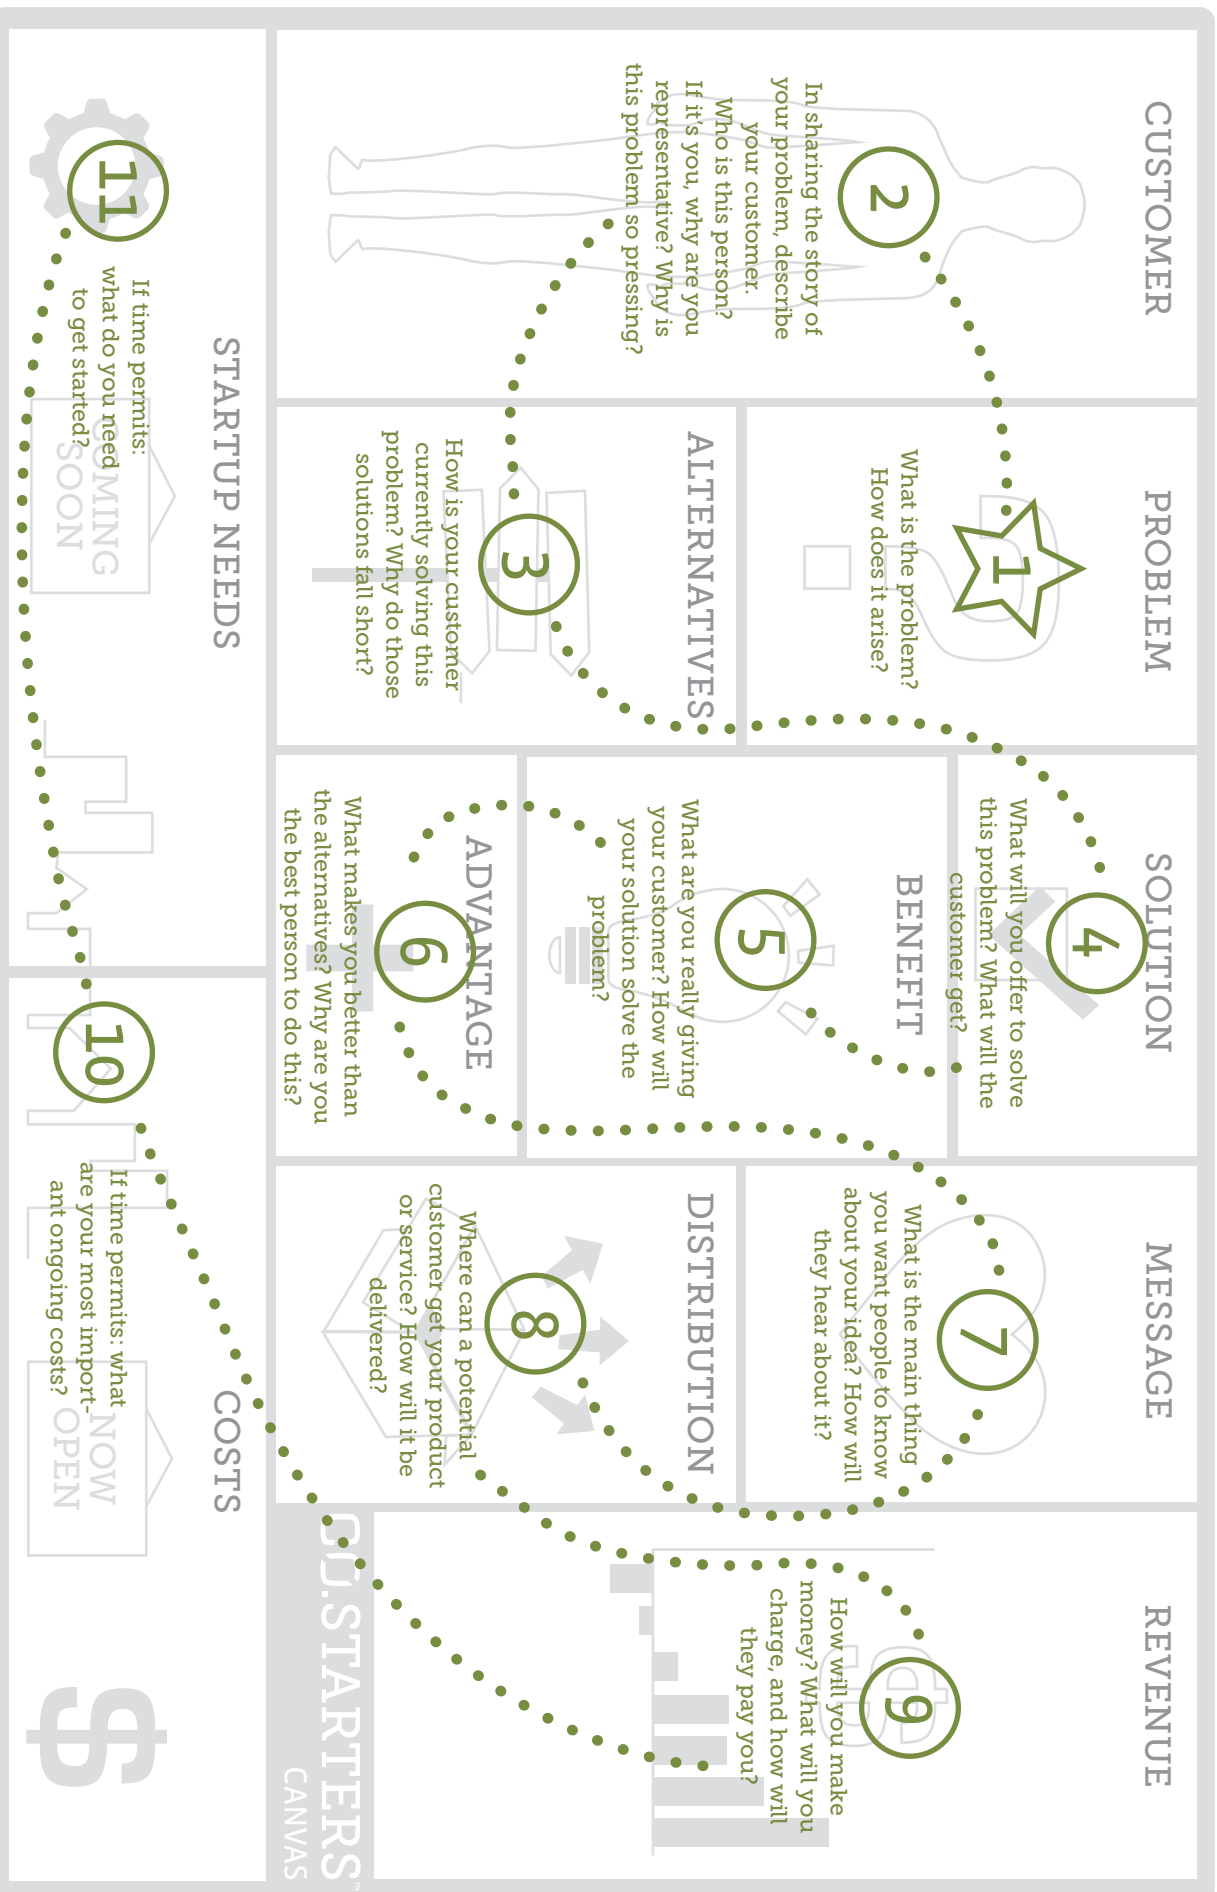 CUSTOMER
2
In sharing the story of
your problem, describe
your customer.
Who is this person?
If it's you, why are you
representative? Why is
this problem so pressing?
PROBLEM
1
What is the problem?
How does it arise?
ALTERNATIVES
3
How is your customer
currently solving this
problem? Why do those
solutions fall short?
SOLUTION
4
What will you offer to solve
this problem? What will the
customer get?
BENEFIT
5
What are you really giving
your customer? How will
your solution solve the
problem?
ADVANTAGE
6
What makes you better than
the alternatives? Why are you
the best person to do this?
MESSAGE
7
What is the main thing
you want people to know
about your idea? How will
they hear about it?
DISTRIBUTION
8
Where can a potential
customer get your product
or service? How will it be
delivered?
REVENUE
9
How will you make
money? What will you
charge, and how will
they pay you?
STARTUP NEEDS
11
If time permits:
what do you need
to get started?
COMING
SOON
COSTS
10
If time permits: what
are your most import-
ant ongoing costs?
NOW
OPEN
$
CO.STARTERS™
CANVAS